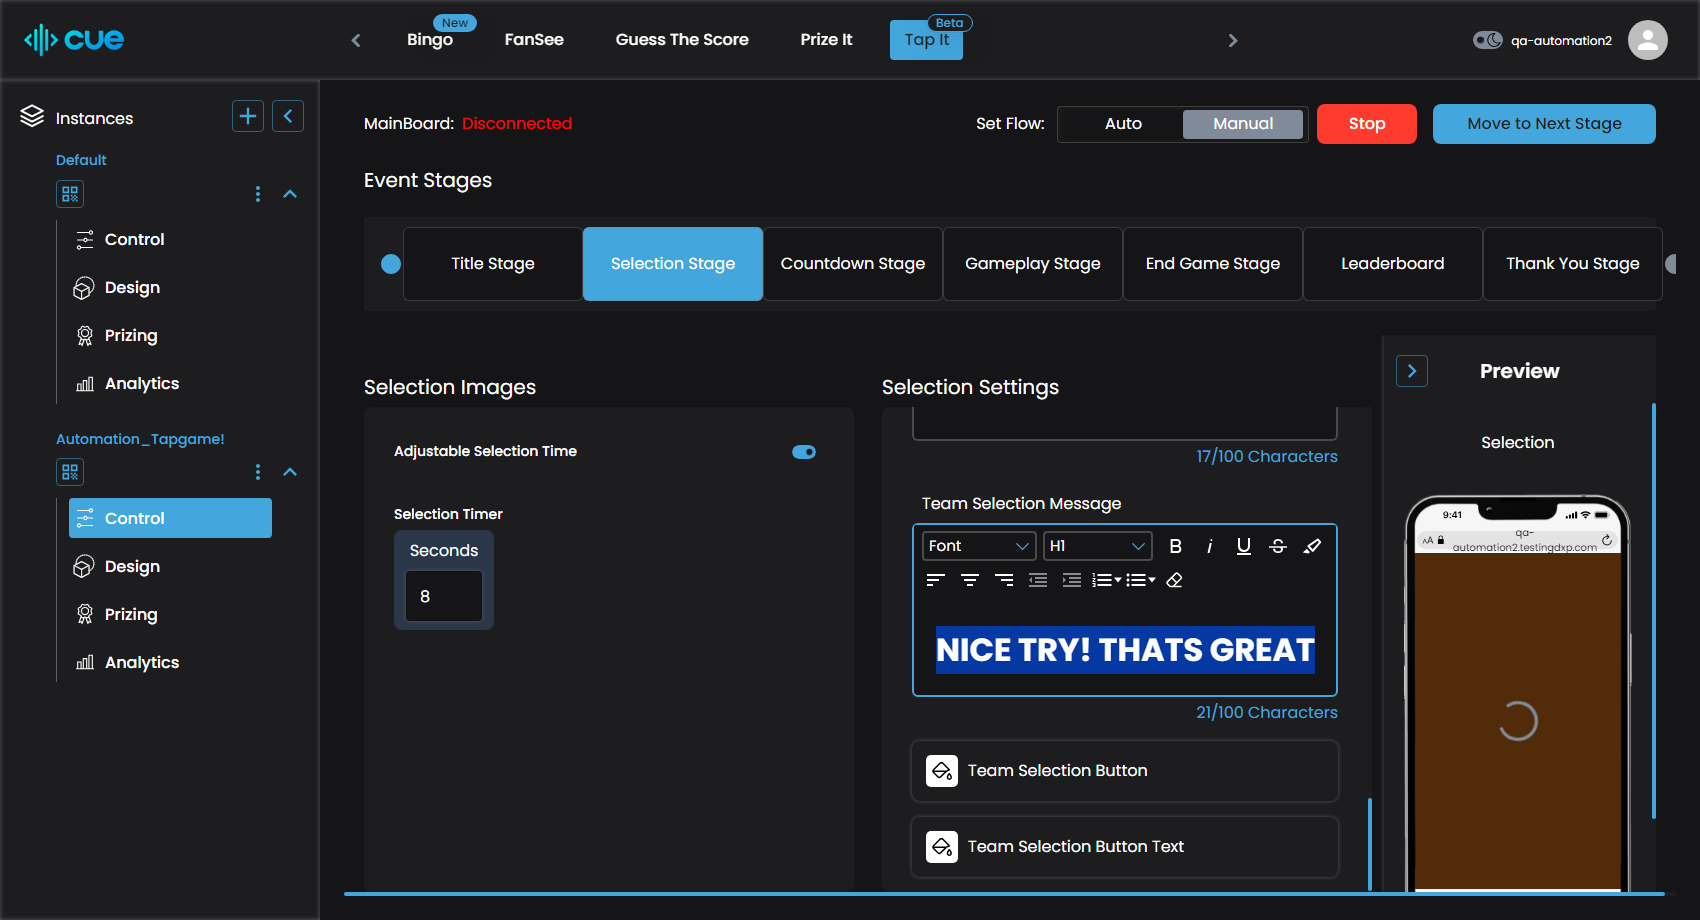 cue
Bingo
New
FanSee
Guess The Score
Prize It
Tap It
Beta
qa-automation2
Instances
Default
Control
Design
Prizing
Analytics
Automation_Tapgame!
Control
Design
Prizing
Analytics
MainBoard: Disconnected
Set Flow:
Auto
Manual
Stop
Move to Next Stage
Event Stages
Title Stage
Selection Stage
Countdown Stage
Gameplay Stage
End Game Stage
Leaderboard
Thank You Stage
Selection Images
Adjustable Selection Time
Selection Timer
Seconds
8
Selection Settings
17/100 Characters
Team Selection Message
Font
H1
B i U S
NICE TRY! THATS GREAT
21/100 Characters
Team Selection Button
Team Selection Button Text
Preview
Selection
9:41
AA
qa-
automation2.testingdxp.com